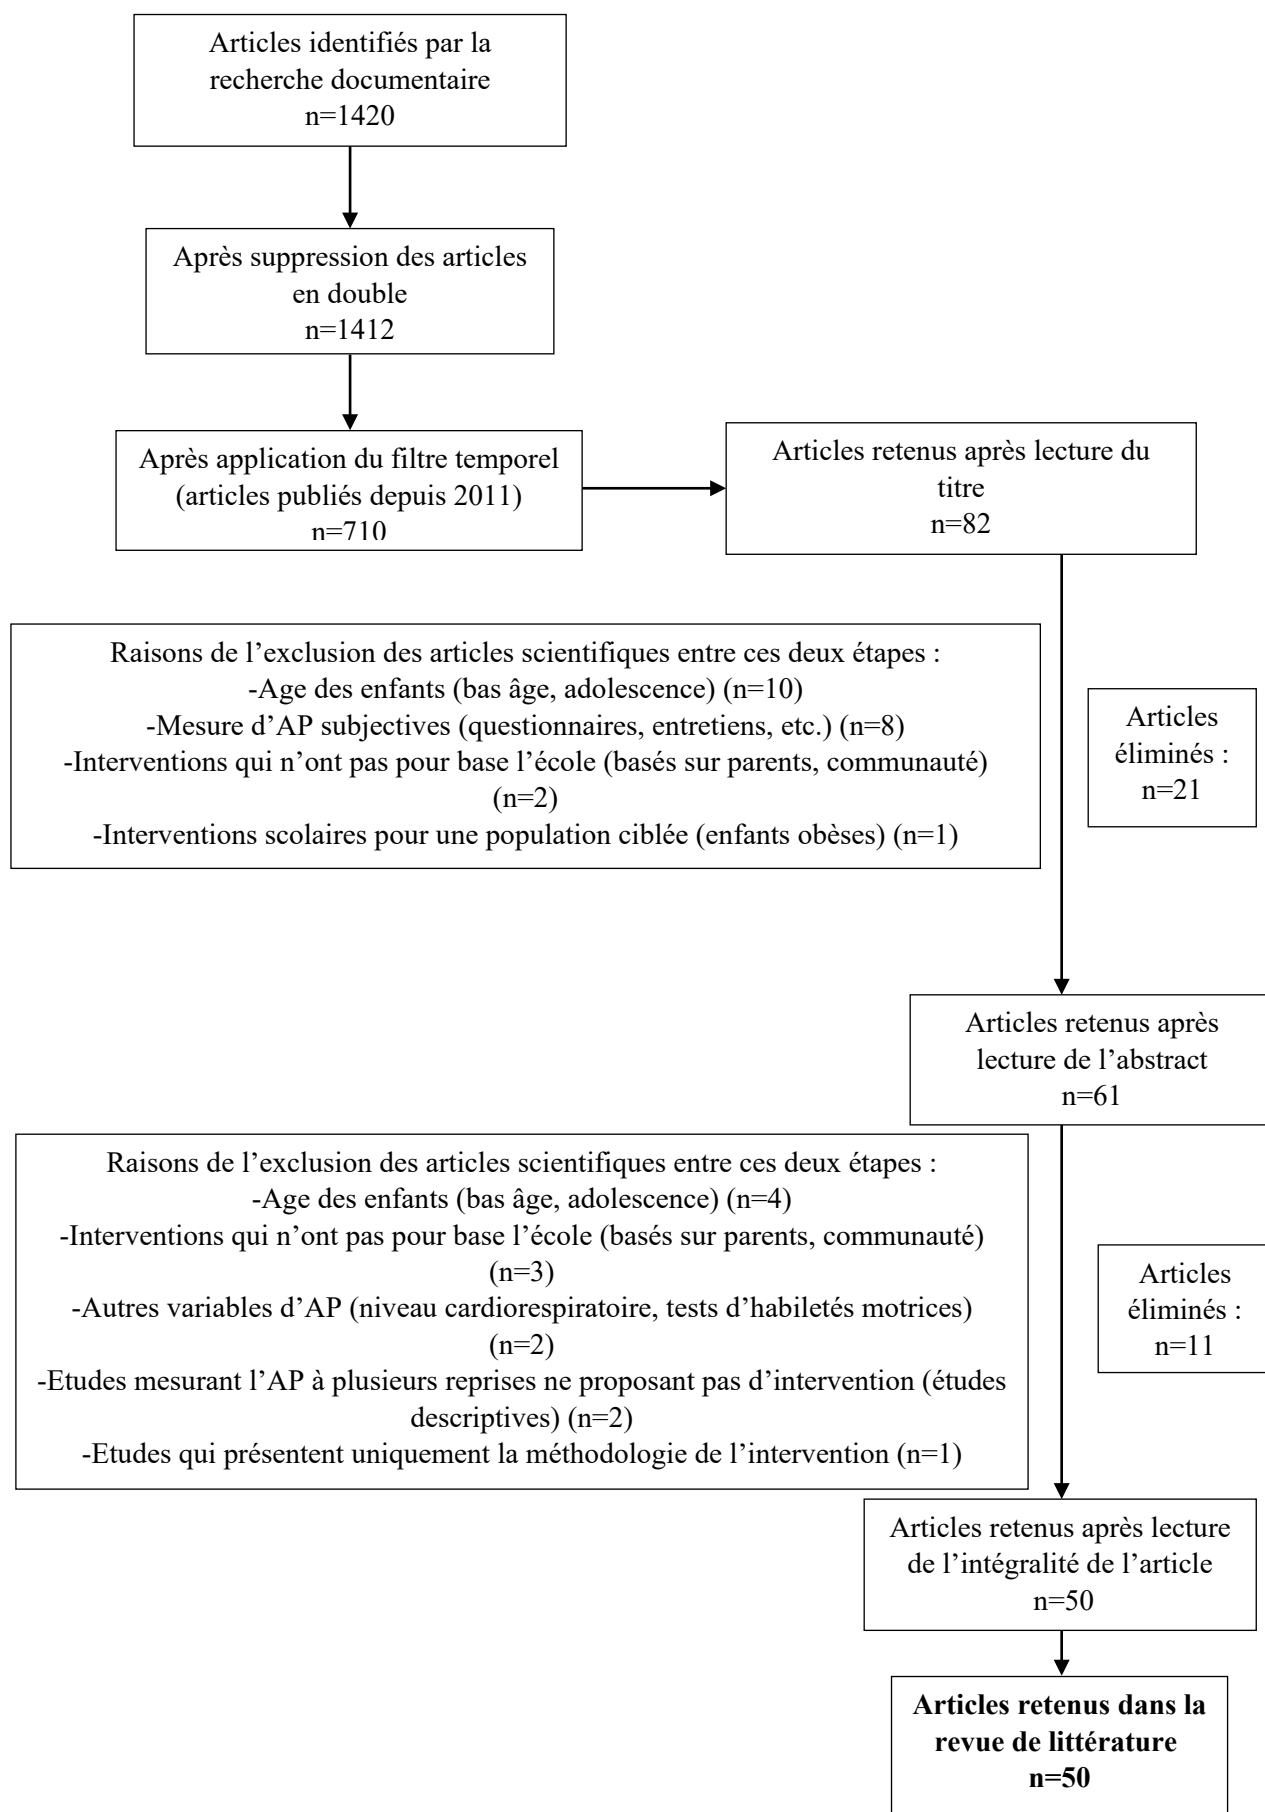 Articles identifiés par la
recherche documentaire
n=1420
Après suppression des articles
en double
n=1412
Après application du filtre temporel
(articles publiés depuis 2011)
n=710
Articles retenus après lecture du
titre
n=82
Raisons de l’exclusion des articles scientifiques entre ces deux étapes :
-Age des enfants (bas âge, adolescence) (n=10)
-Mesure d’AP subjectives (questionnaires, entretiens, etc.) (n=8)
-Interventions qui n’ont pas pour base l’école (basés sur parents, communauté)
(n=2)
-Interventions scolaires pour une population ciblée (enfants obèses) (n=1)
Articles
éliminés :
n=21
Articles retenus après
lecture de l’abstract
n=61
Raisons de l’exclusion des articles scientifiques entre ces deux étapes :
-Age des enfants (bas âge, adolescence) (n=4)
-Interventions qui n’ont pas pour base l’école (basés sur parents, communauté)
(n=3)
-Autres variables d’AP (niveau cardiorespiratoire, tests d’habiletés motrices)
(n=2)
-Etudes mesurant l’AP à plusieurs reprises ne proposant pas d’intervention (études
descriptives) (n=2)
-Etudes qui présentent uniquement la méthodologie de l’intervention (n=1)
Articles
éliminés :
n=11
Articles retenus après lecture
de l’intégralité de l’article
n=50
Articles retenus dans la
revue de littérature
n=50